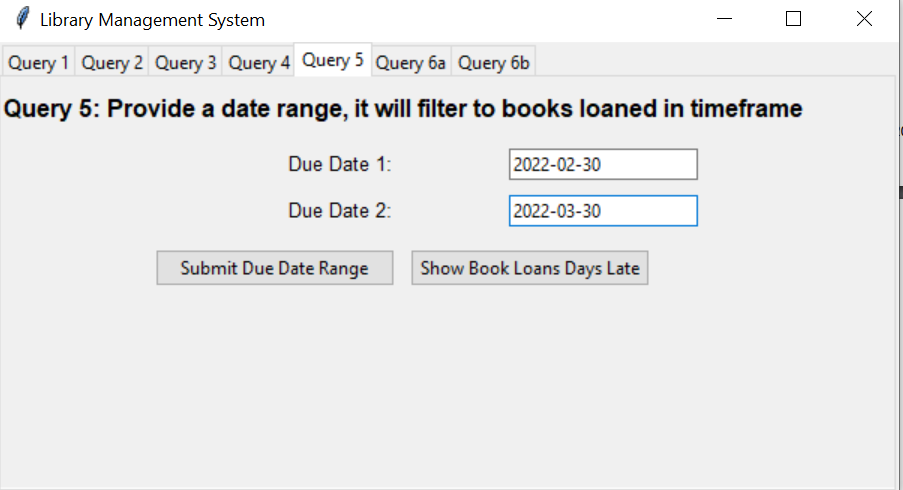 Library Management System
Query 1 Query 2 Query 3 Query 4 Query 5 Query 6a Query 6b
Query 5: Provide a date range, it will filter to books loaned in timeframe
Due Date 1: 2022-02-30
Due Date 2: 2022-03-30
Submit Due Date Range Show Book Loans Days Late